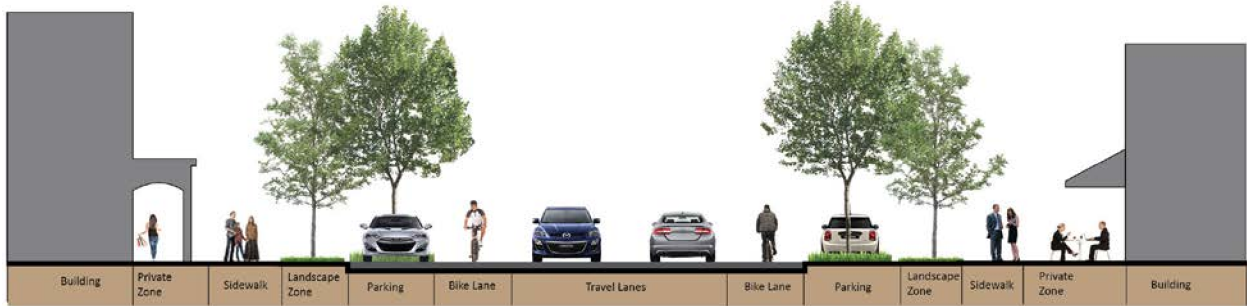 Building
Private
Zone
Sidewalk
Landscape
Zone
Parking
Bike Lane
Travel Lanes
Bike Lane
Parking
Landscape
Zone
Sidewalk
Private
Zone
Building